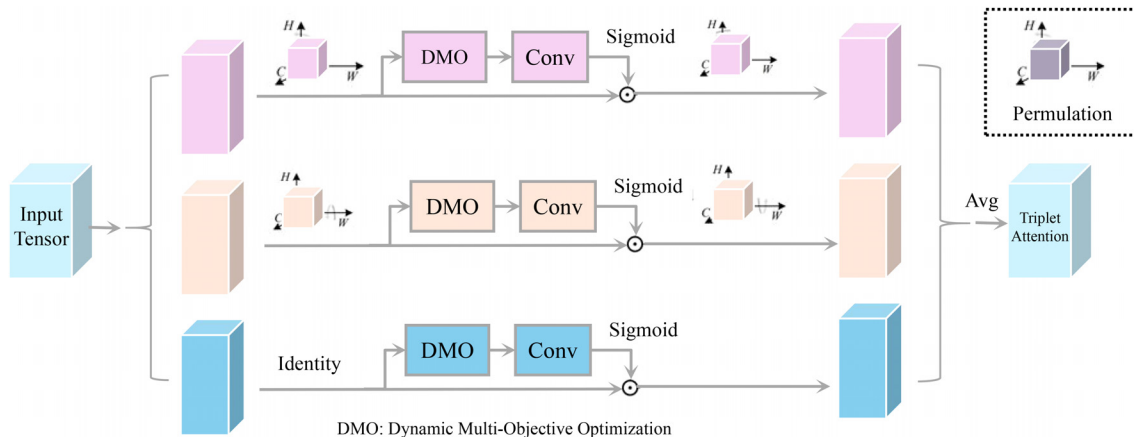 H
C
W
DMO
Conv
Sigmoid
H
C
W
H
C
W
Permulation
Input
Tensor
H
C
W
DMO
Conv
Sigmoid
H
C
W
Avg
Triplet
Attention
Identity
DMO
Conv
Sigmoid
DMO: Dynamic Multi-Objective Optimization